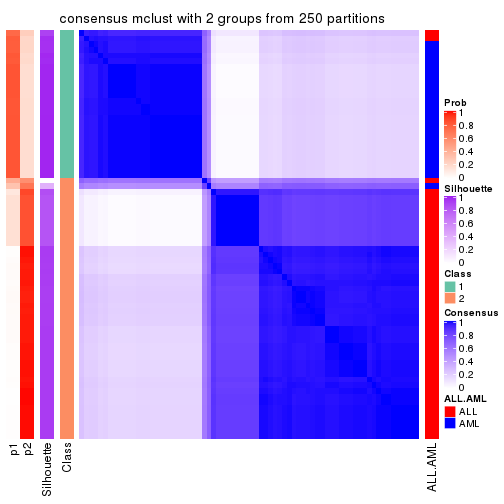 consensus mclust with 2 groups from 250 partitions
Prob
1
0.8
0.6
0.4
0.2
0
Silhouette
1
0.8
0.6
0.4
0.2
0
Class
1
2
Consensus
1
0.8
0.6
0.4
0.2
0
ALL.AML
ALL
AML
p1
p2
Silhouette
Class
ALL.AML